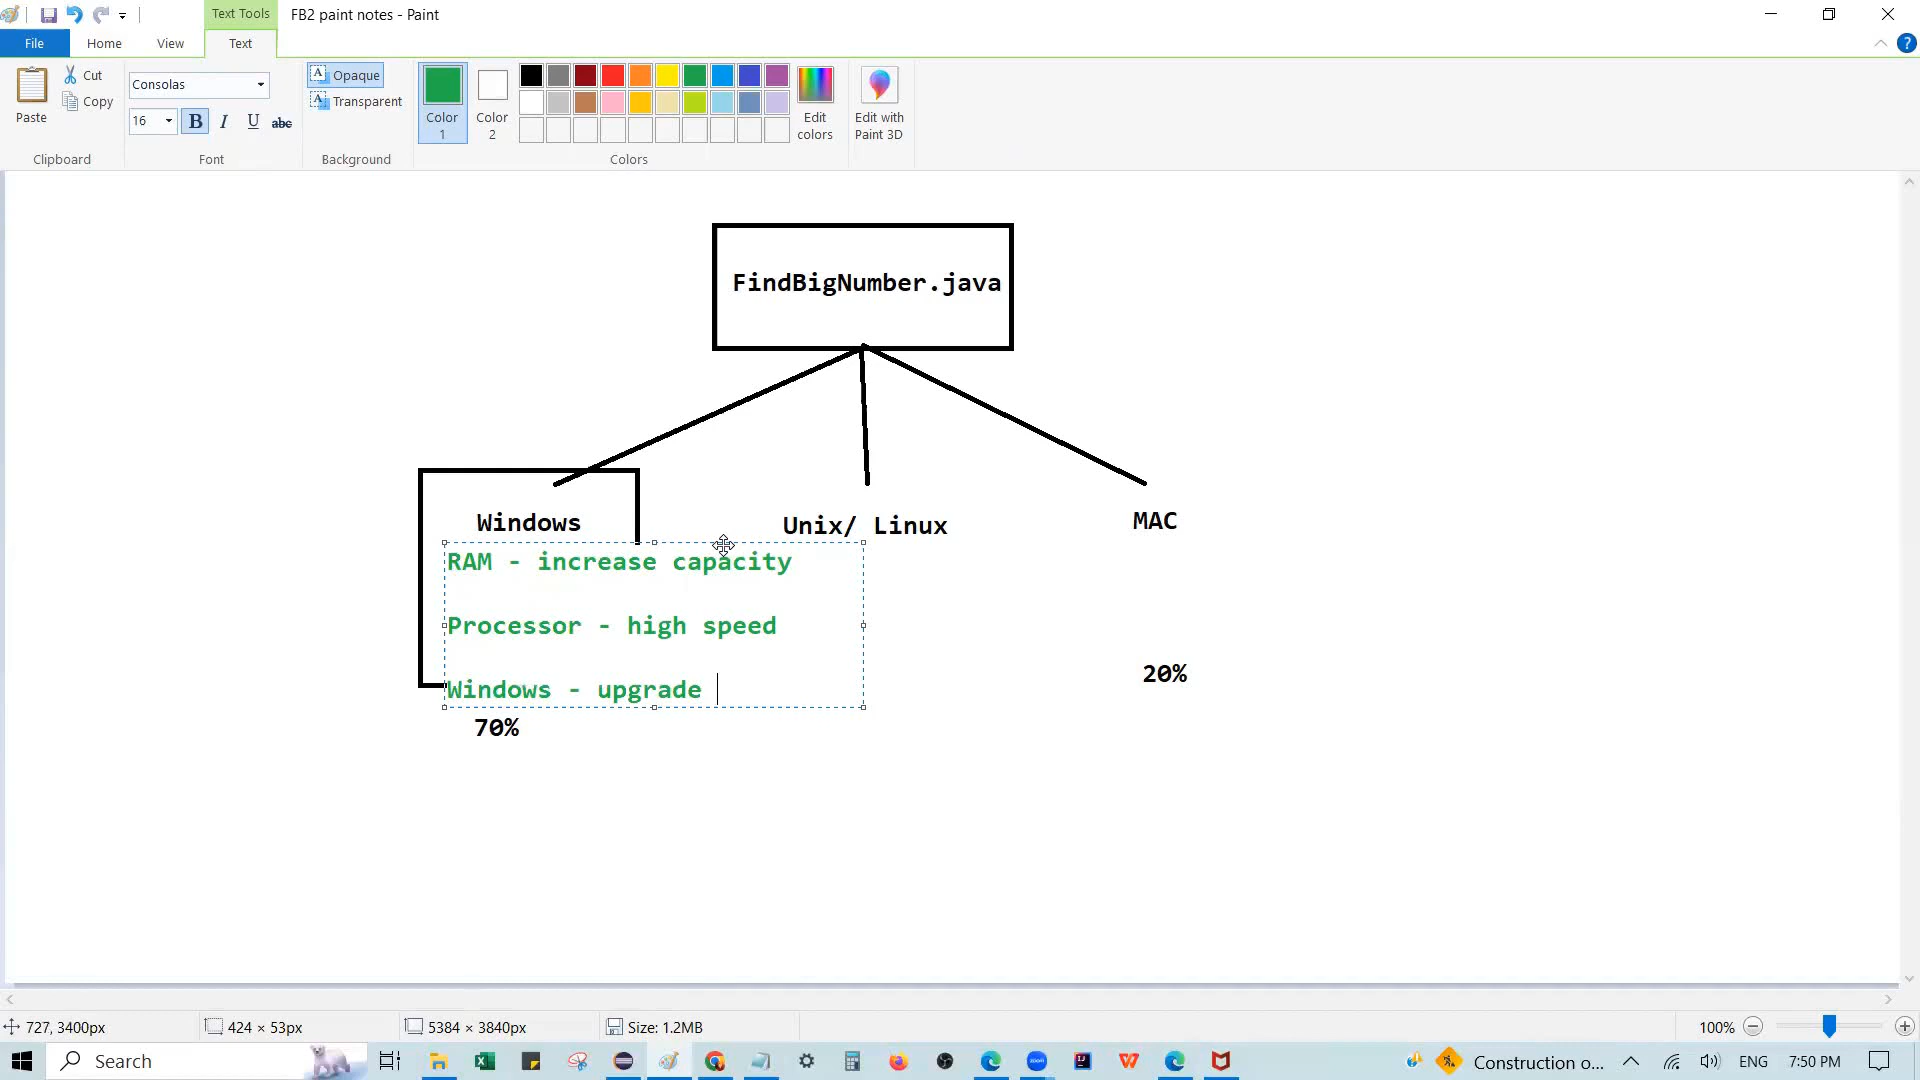 Text Tools
FB2 paint notes - Paint
File
Home
View
Text
Paste
Cut
Copy
Clipboard
Consolas
16
B
I
U
abc
Font
A Opaque
A Transparent
Background
Color 1
Color 2
Edit colors
Edit with Paint 3D
Colors
FindBigNumber.java
Windows
Unix/ Linux
MAC
RAM - increase capacity
Processor - high speed
Windows - upgrade
20%
70%
727, 3400px
424 × 53px
5384 × 3840px
Size: 1.2MB
100%
Search
Construction o...
ENG
7:50 PM